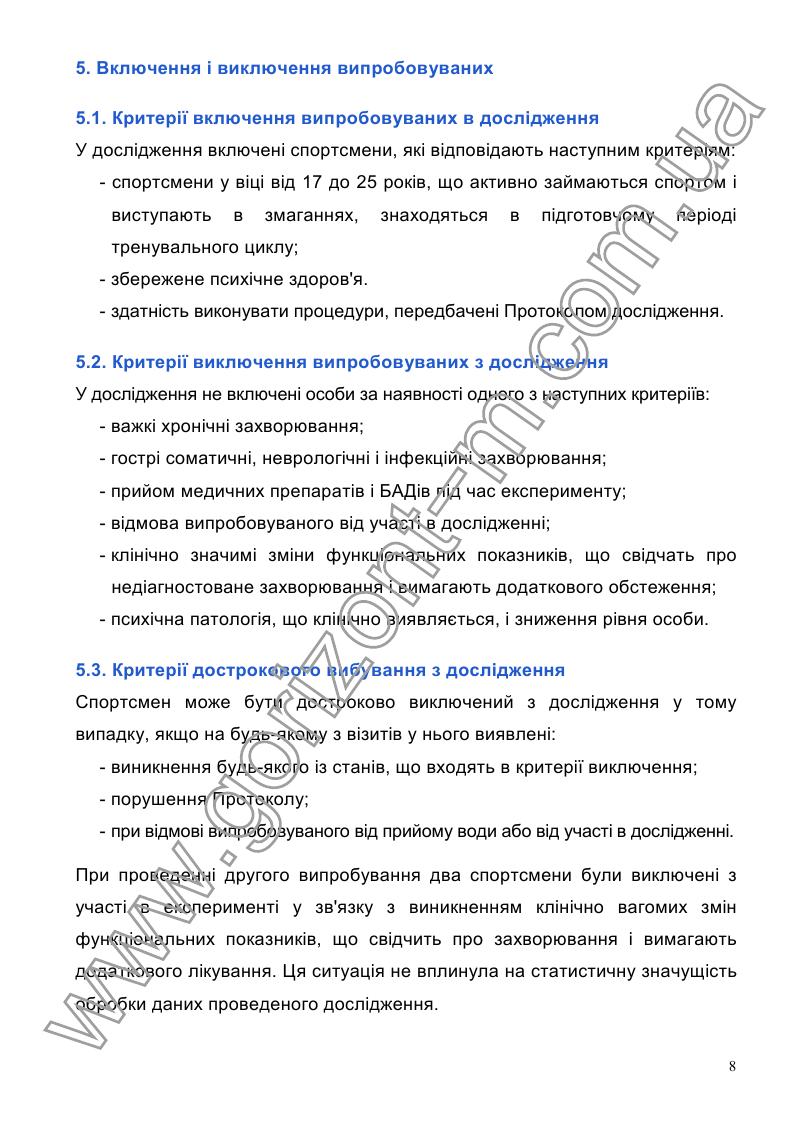 5. Включення і виключення випробовуваних
5.1. Критерії включення випробовуваних в дослідження
У дослідження включені спортсмени, які відповідають наступним критеріям:
- спортсмени у віці від 17 до 25 років, що активно займаються спортом і
виступають в змаганнях, знаходяться в підготовчому періоді
тренувального циклу;
- збережене психічне здоров'я.
- здатність виконувати процедури, передбачені Протоколом дослідження.
5.2. Критерії виключення випробовуваних з дослідження
У дослідження не включені особи за наявності одного з наступних критеріїв:
- важкі хронічні захворювання;
- гострі соматичні, неврологічні і інфекційні захворювання;
- прийом медичних препаратів і БАДів під час експерименту;
- відмова випробовуваного від участі в дослідженні;
- клінічно значимі зміни функціональних показників, що свідчать про
недіагностоване захворювання і вимагають додаткового обстеження;
- психічна патологія, що клінічно виявляється, і зниження рівня особи.
5.3. Критерії дострокового вибування з дослідження
Спортсмен може бути достроково виключений з дослідження у тому
випадку, якщо на будь-якому з візитів у нього виявлені:
- виникнення будь-якого із станів, що входять в критерії виключення;
- порушення Протоколу;
- при відмові випробовуваного від прийому води або від участі в дослідженні.
При проведенні другого випробування два спортсмени були виключені з
участі в експерименті у зв'язку з виникненням клінічно вагомих змін
функціональних показників, що свідчить про захворювання і вимагають
додаткового лікування. Ця ситуація не вплинула на статистичну значущість
обробки даних проведеного дослідження.
8
www.gorizont-m.com.ua